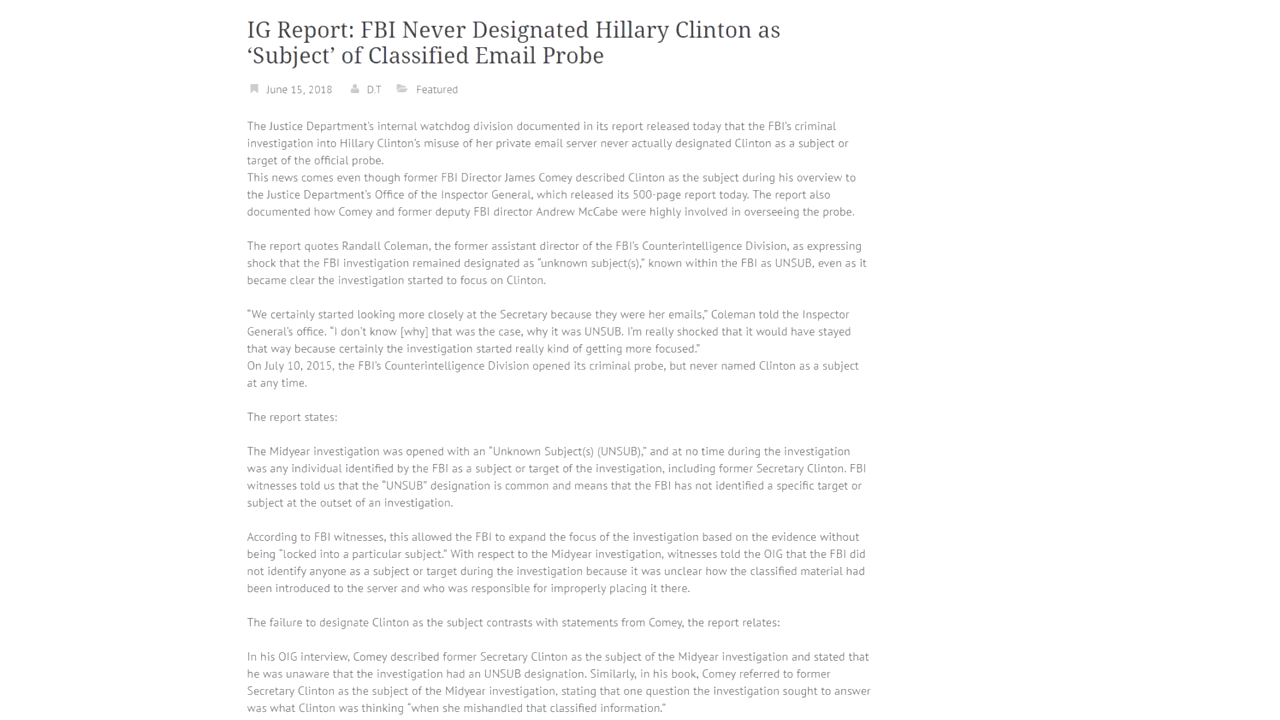 IG Report: FBI Never Designated Hillary Clinton as
‘Subject’ of Classified Email Probe
June 15, 2018 D.T Featured
The Justice Department's internal watchdog division documented in its report released today that the FBI's criminal
investigation into Hillary Clinton's misuse of her private email server never actually designated Clinton as a subject or
target of the official probe.
This news comes even though former FBI Director James Comey described Clinton as the subject during his overview to
the Justice Department's Office of the Inspector General, which released its 500-page report today. The report also
documented how Comey and former deputy FBI director Andrew McCabe were highly involved in overseeing the probe.
The report quotes Randall Coleman, the former assistant director of the FBI's Counterintelligence Division, as expressing
shock that the FBI investigation remained designated as “unknown subject(s),” known within the FBI as UNSUB, even as it
became clear the investigation started to focus on Clinton.
“We certainly started looking more closely at the Secretary because they were her emails,” Coleman told the Inspector
General's office. “I don't know [why] that was the case, why it was UNSUB. I'm really shocked that it would have stayed
that way because certainly the investigation started really kind of getting more focused.”
On July 10, 2015, the FBI's Counterintelligence Division opened its criminal probe, but never named Clinton as a subject
at any time.
The report states:
The Midyear investigation was opened with an “Unknown Subject(s) (UNSUB),” and at no time during the investigation
was any individual identified by the FBI as a subject or target of the investigation, including former Secretary Clinton. FBI
witnesses told us that the “UNSUB” designation is common and means that the FBI has not identified a specific target or
subject at the outset of an investigation.
According to FBI witnesses, this allowed the FBI to expand the focus of the investigation based on the evidence without
being “locked into a particular subject.” With respect to the Midyear investigation, witnesses told the OIG that the FBI did
not identify anyone as a subject or target during the investigation because it was unclear how the classified material had
been introduced to the server and who was responsible for improperly placing it there.
The failure to designate Clinton as the subject contrasts with statements from Comey, the report relates:
In his OIG interview, Comey described former Secretary Clinton as the subject of the Midyear investigation and stated that
he was unaware that the investigation had an UNSUB designation. Similarly, in his book, Comey referred to former
Secretary Clinton as the subject of the Midyear investigation, stating that one question the investigation sought to answer
was what Clinton was thinking “when she mishandled that classified information.”